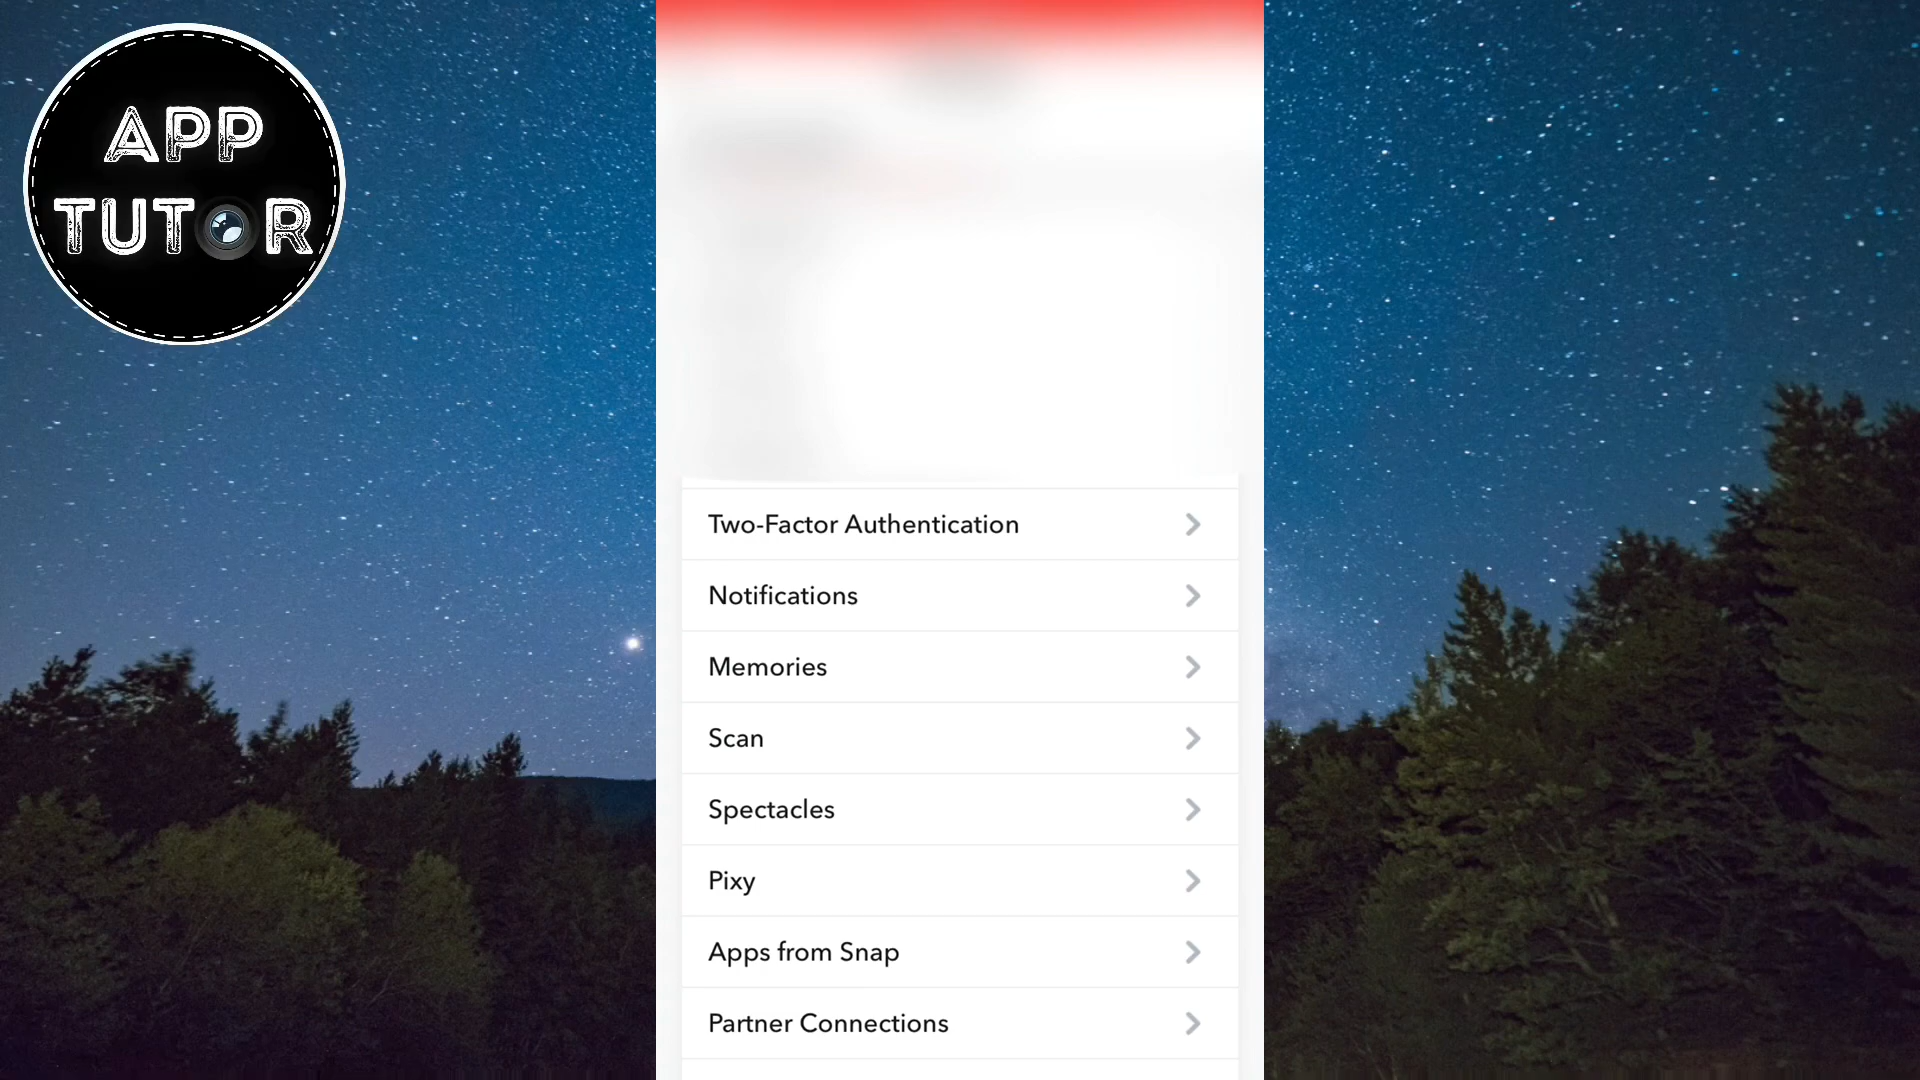 APP
TUTOR
Two-Factor Authentication
Notifications
Memories
Scan
Spectacles
Pixy
Apps from Snap
Partner Connections